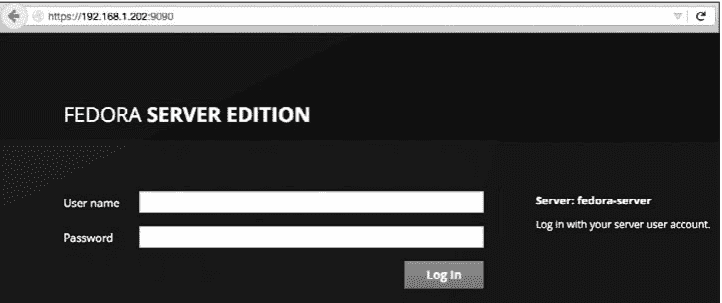 https://192.168.1.202:9090
FEDORA SERVER EDITION
User name
Password
Log In
Server: fedora-server
Log in with your server user account.